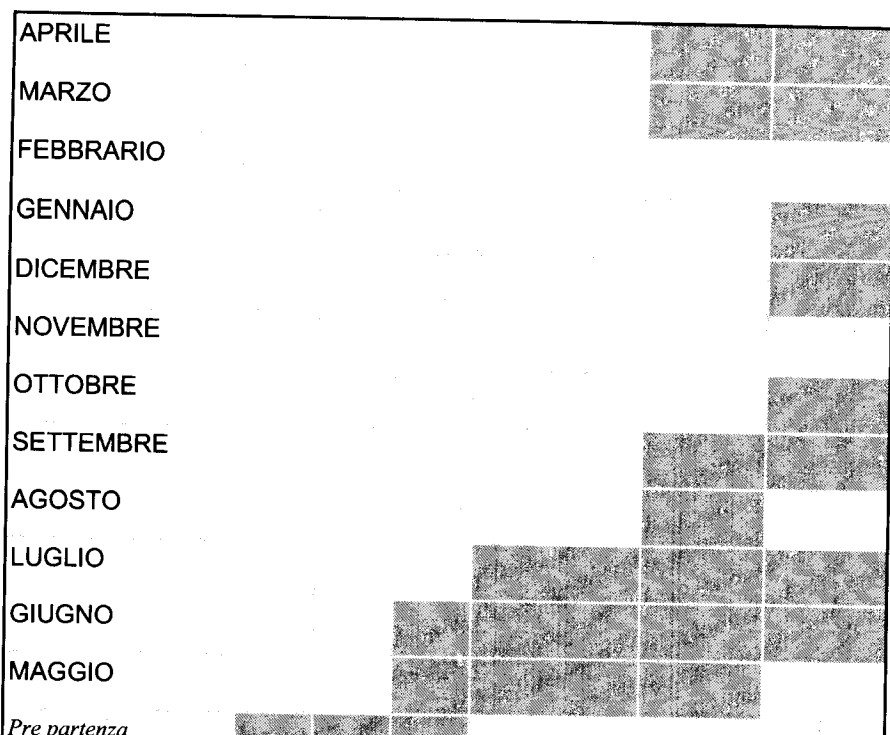 APRILE
MARZO
FEBBRARIO
GENNAIO
DICEMBRE
NOVEMBRE
OTTOBRE
SETTEMBRE
AGOSTO
LUGLIO
GIUGNO
MAGGIO
Pre partenza